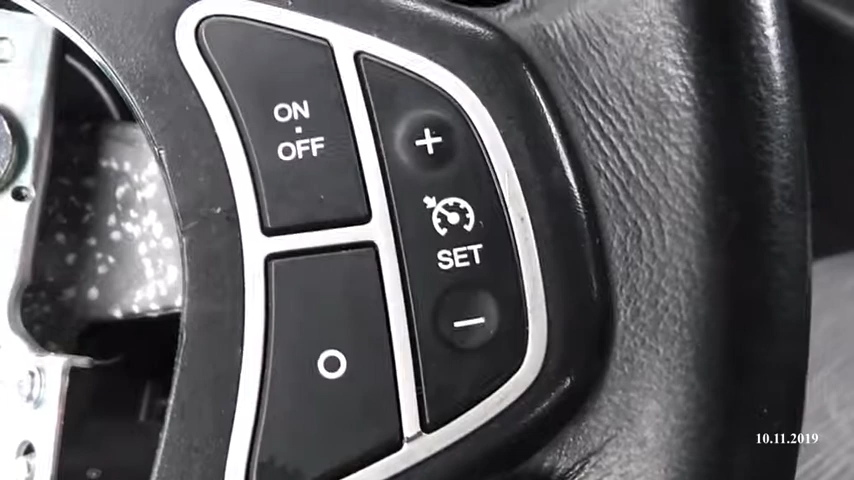 ON
OFF
+
SET
−
O
10.11.2019